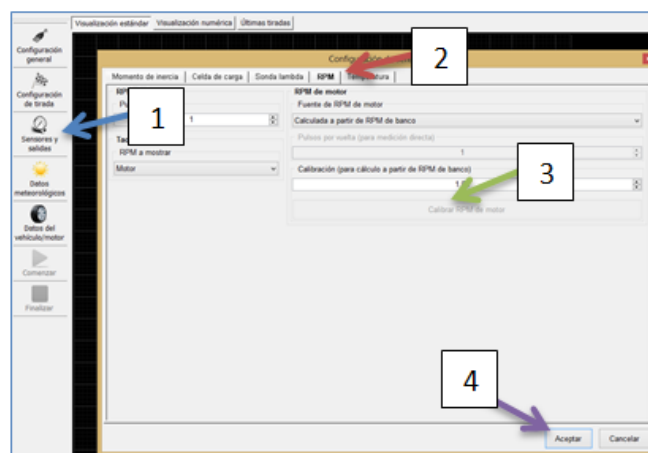 Visualización estándar Visualización numérica Últimas tiradas
Configuración
general
Configuración
de tirada
Sensores y
salidas
Datos
meteorológicos
Datos del
vehículo/motor
Comenzar
Finalizar
1
2
Momento de inercia Celda de carga Sonda lambda RPM Temperatura
1
RPM a mostrar
Motor
RPM de motor
Fuente de RPM de motor
Calculada a partir de RPM de banco
Pulsos por vuelta (para medición directa)
1
Calibración (para cálculo a partir de RPM de banco)
Calibrar RPM de motor
3
4
Aceptar Cancelar